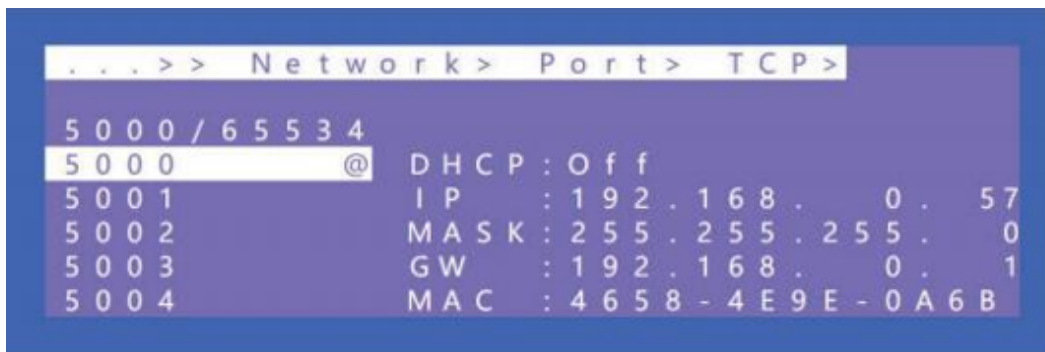 ...>> Network> Port> TCP>
5000/65534
5000 @ DHCP:Off
5001 IP :192.168. 0. 57
5002 MASK:255.255.255. 0
5003 GW :192.168. 0. 1
5004 MAC :4658-4E9E-0A6B